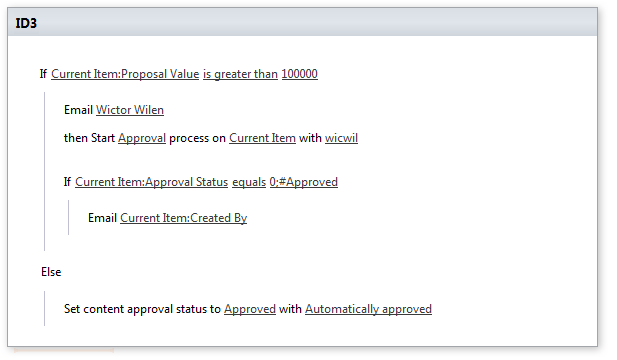 ID3
If Current Item:Proposal Value is greater than 100000
Email Wictor Wilen
then Start Approval process on Current Item with wicwil
If Current Item:Approval Status equals 0;#Approved
Email Current Item:Created By
Else
Set content approval status to Approved with Automatically approved